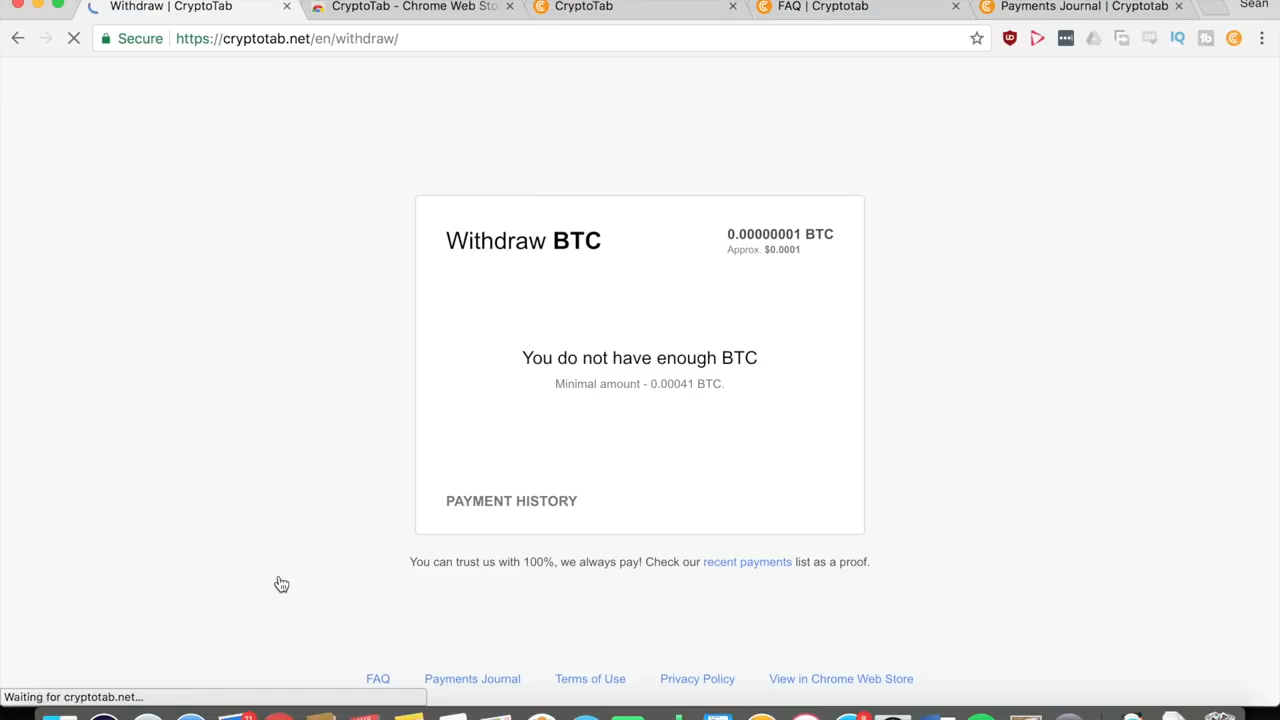 Withdraw | CryptoTab
CryptoTab - Chrome Web Sto
CryptoTab
FAQ | Cryptotab
Payments Journal | Cryptotab
Sean
Secure
https://cryptotab.net/en/withdraw/
Withdraw BTC
0.00000001 BTC
Approx. $0.0001
You do not have enough BTC
Minimal amount - 0.00041 BTC.
PAYMENT HISTORY
You can trust us with 100%, we always pay! Check our recent payments list as a proof.
FAQ
Payments Journal
Terms of Use
Privacy Policy
View in Chrome Web Store
Waiting for cryptotab.net...